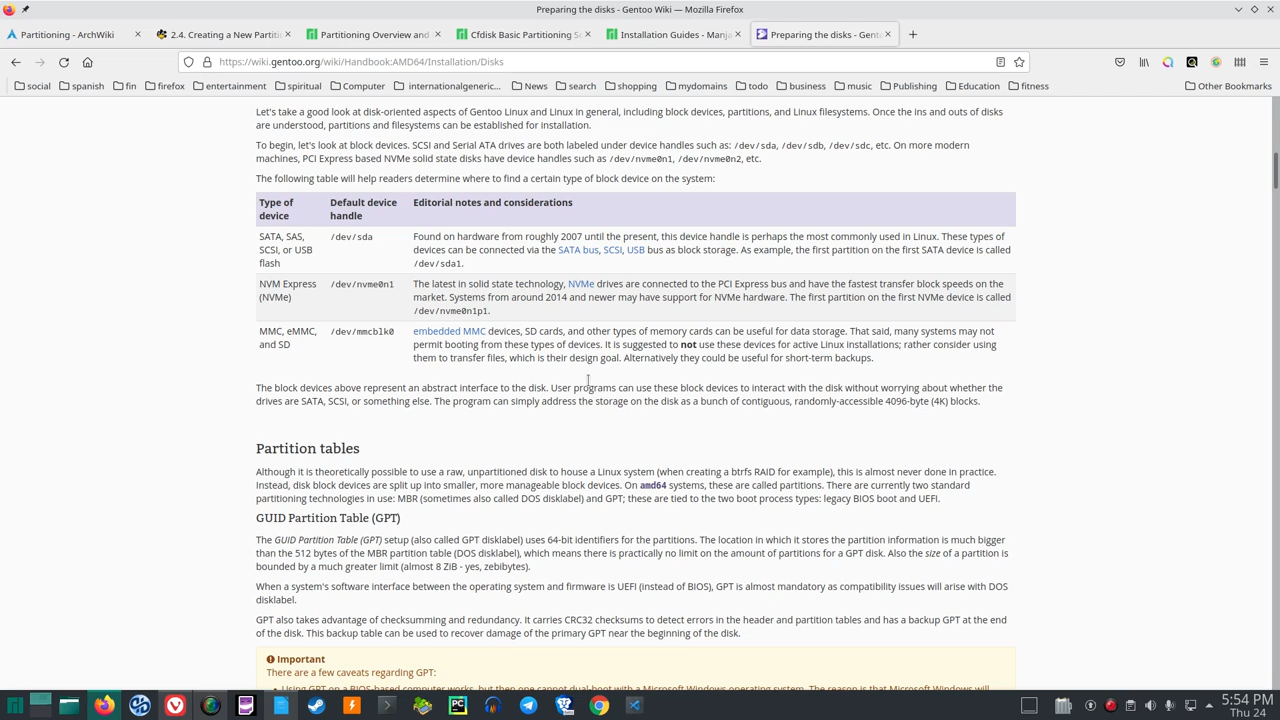 Preparing the disks - Gentoo Wiki — Mozilla Firefox
Partitioning - ArchWiki
2.4. Creating a New Partiti
Partitioning Overview and
Cfdisk Basic Partitioning S
Installation Guides - Manja
Preparing the disks - Gent
https://wiki.gentoo.org/wiki/Handbook:AMD64/Installation/Disks
social spanish fin firefox entertainment spiritual Computer internationalgeneric... News search shopping mydomains todo business music Publishing Education fitness Other Bookmarks
Let's take a good look at disk-oriented aspects of Gentoo Linux and Linux in general, including block devices, partitions, and Linux filesystems. Once the ins and outs of disks
are understood, partitions and filesystems can be established for installation.
To begin, let's look at block devices. SCSI and Serial ATA drives are both labeled under device handles such as: /dev/sda, /dev/sdb, /dev/sdc, etc. On more modern
machines, PCI Express based NVMe solid state disks have device handles such as /dev/nvme0n1, /dev/nvme0n2, etc.
The following table will help readers determine where to find a certain type of block device on the system:
Type of device
Default device handle
Editorial notes and considerations
SATA, SAS,
SCSI, or USB
flash
/dev/sda
Found on hardware from roughly 2007 until the present, this device handle is perhaps the most commonly used in Linux. These types of
devices can be connected via the SATA bus, SCSI, USB bus as block storage. As example, the first partition on the first SATA device is called
/dev/sda1.
NVM Express
(NVMe)
/dev/nvme0n1
The latest in solid state technology, NVMe drives are connected to the PCI Express bus and have the fastest transfer block speeds on the
market. Systems from around 2014 and newer may have support for NVMe hardware. The first partition on the first NVMe device is called
/dev/nvme0n1p1.
MMC, eMMC,
and SD
/dev/mmcblk0
embedded MMC devices, SD cards, and other types of memory cards can be useful for data storage. That said, many systems may not
permit booting from these types of devices. It is suggested to not use these devices for active Linux installations; rather consider using
them to transfer files, which is their design goal. Alternatively they could be useful for short-term backups.
The block devices above represent an abstract interface to the disk. User programs can use these block devices to interact with the disk without worrying about whether the
drives are SATA, SCSI, or something else. The program can simply address the storage on the disk as a bunch of contiguous, randomly-accessible 4096-byte (4K) blocks.
Partition tables
Although it is theoretically possible to use a raw, unpartitioned disk to house a Linux system (when creating a btrfs RAID for example), this is almost never done in practice.
Instead, disk block devices are split up into smaller, more manageable block devices. On amd64 systems, these are called partitions. There are currently two standard
partitioning technologies in use: MBR (sometimes also called DOS disklabel) and GPT; these are tied to the two boot process types: legacy BIOS boot and UEFI.
GUID Partition Table (GPT)
The GUID Partition Table (GPT) setup (also called GPT disklabel) uses 64-bit identifiers for the partitions. The location in which it stores the partition information is much bigger
than the 512 bytes of the MBR partition table (DOS disklabel), which means there is practically no limit on the amount of partitions for a GPT disk. Also the size of a partition is
bounded by a much greater limit (almost 8 ZiB - yes, zebibytes).
When a system's software interface between the operating system and firmware is UEFI (instead of BIOS), GPT is almost mandatory as compatibility issues will arise with DOS
disklabel.
GPT also takes advantage of checksumming and redundancy. It carries CRC32 checksums to detect errors in the header and partition tables and has a backup GPT at the end
of the disk. This backup table can be used to recover damage of the primary GPT near the beginning of the disk.
Important
There are a few caveats regarding GPT:
Using GPT on a BIOS-based computer works, but then one cannot dual-boot with a Microsoft Windows operating system. The reason is that Microsoft Windows will
5:54 PM
Thu 24